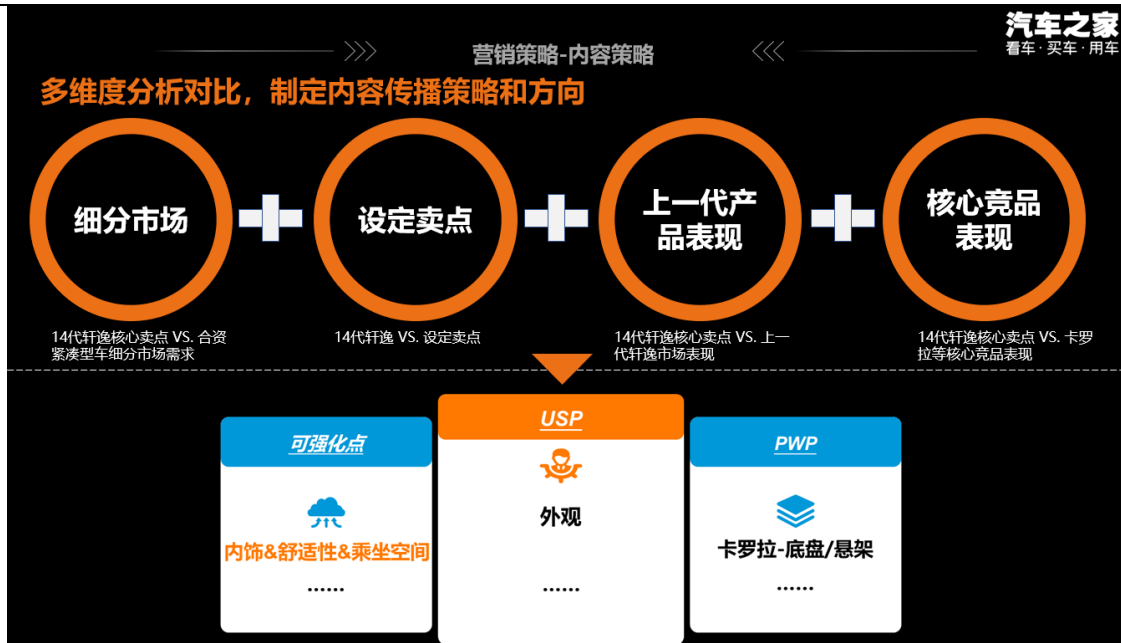 汽车之家
看车·买车·用车
营销策略-内容策略
多维度分析对比，制定内容传播策略和方向
细分市场
设定卖点
上一代产
品表现
核心竞品
表现
14代轩逸核心卖点 VS. 合资
紧凑型车细分市场需求
14代轩逸 VS. 设定卖点
14代轩逸核心卖点 VS. 上一
代轩逸市场表现
14代轩逸核心卖点 VS. 卡罗
拉等核心竞品表现
可强化点
内饰&舒适性&乘坐空间
......
USP
外观
......
PWP
卡罗拉-底盘/悬架
......